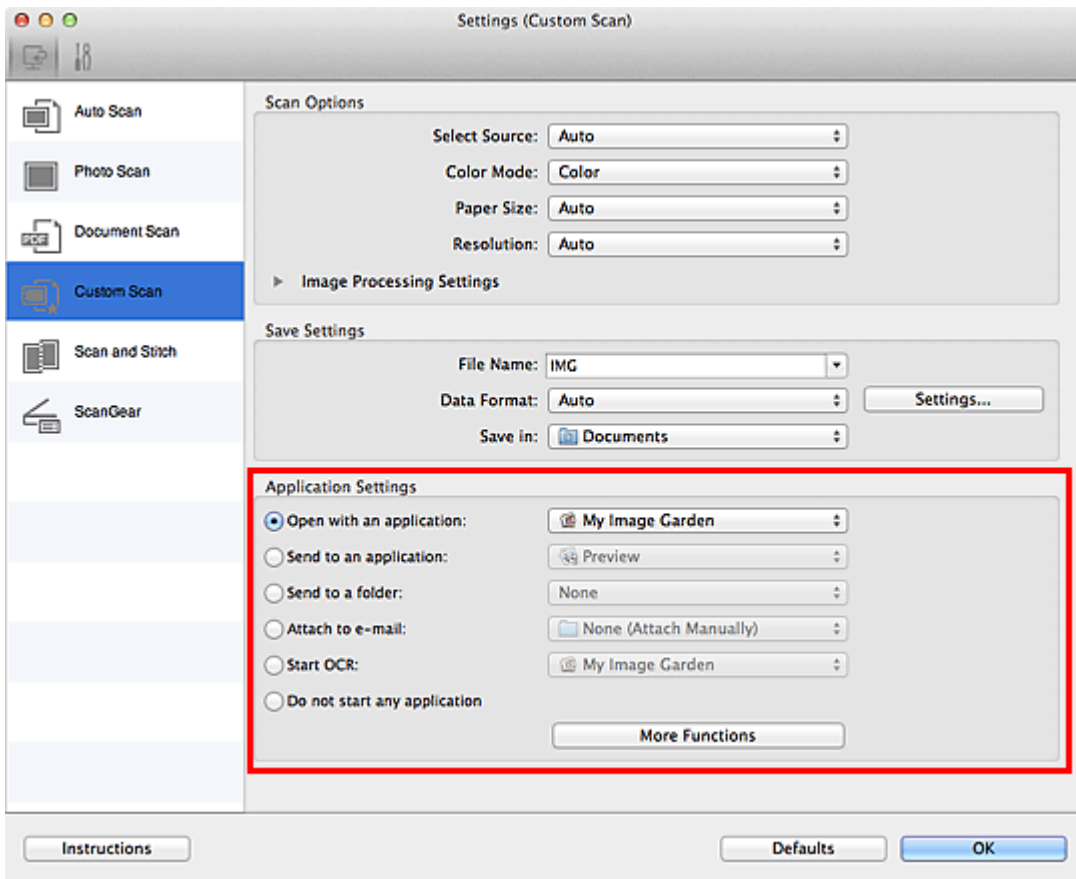 Settings (Custom Scan)
Auto Scan
Photo Scan
PDF
Document Scan
Custom Scan
Scan and Stitch
ScanGear
Scan Options
Select Source: Auto
Color Mode: Color
Paper Size: Auto
Resolution: Auto
Image Processing Settings
Save Settings
File Name: IMG
Data Format: Auto Settings...
Save in: Documents
Application Settings
Open with an application: My Image Garden
Send to an application: Preview
Send to a folder: None
Attach to e-mail: None (Attach Manually)
Start OCR: My Image Garden
Do not start any application
More Functions
Instructions Defaults OK